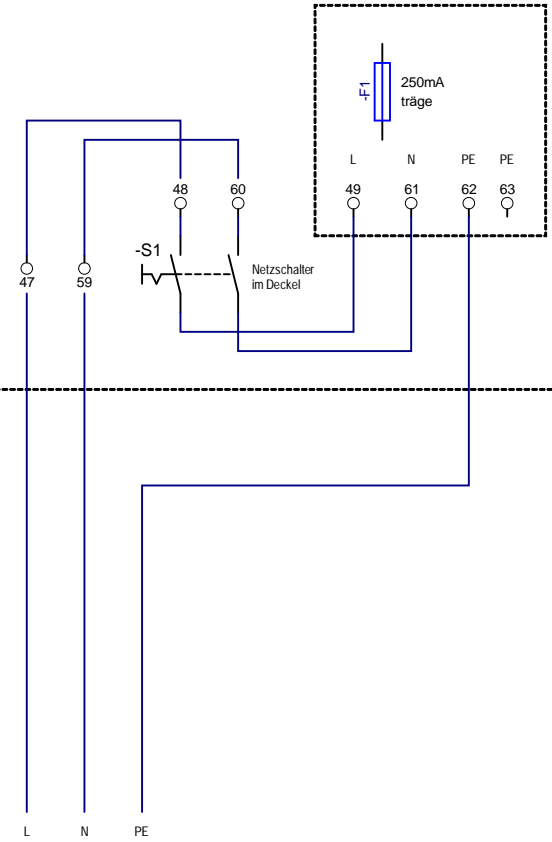 -F1
250mA
träge
L N PE PE
48 60 49 61 62 63
-S1
Netzschalter
im Deckel
47 59
L N PE